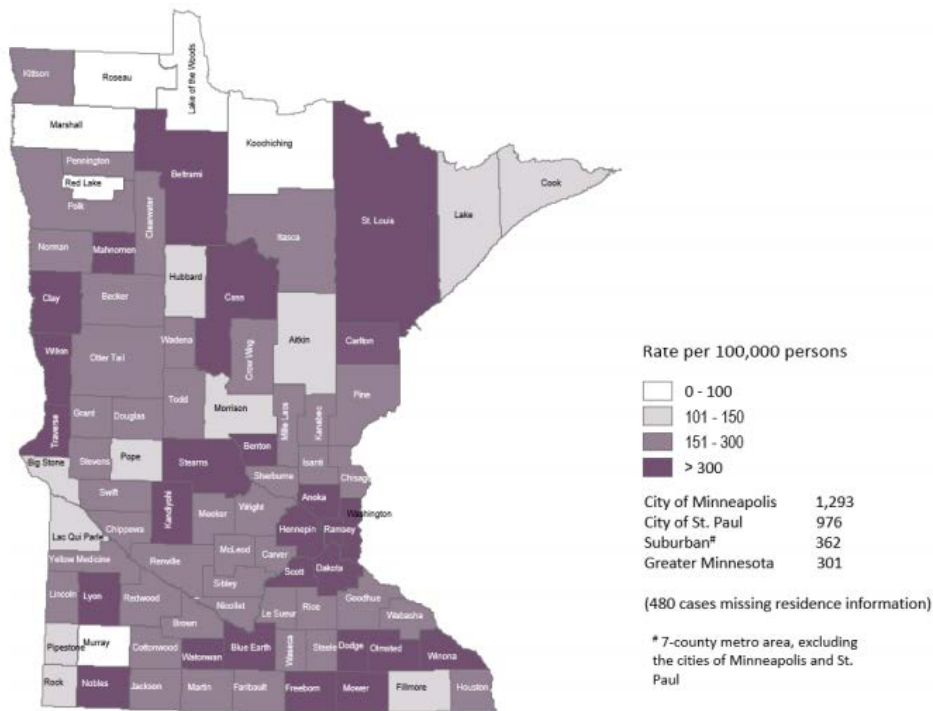 Kittson
Roseau
Lake of the Woods
Marshall
Koochiching
Pennington
Beltrami
Red Lake
Polk
Clearwater
St. Louis
Cook
Lake
Itasca
Norman
Mahnomen
Hubbard
Clay
Becker
Cass
Wadena
Crow Wing
Aitkin
Carlton
Wilkin
Otter Tail
Pine
Todd
Morrison
Mille Lacs
Kanabec
Traverse
Grant
Douglas
Benton
Big Stone
Stevens
Pope
Stearns
Isanti
Sherburne
Chisago
Swift
Kandiyohi
Anoka
Washington
Meeker
Wright
Lac Qui Parle
Chippewa
Hennepin
Ramsey
McLeod
Carver
Yellow Medicine
Renville
Scott
Dakota
Sibley
Lincoln
Lyon
Redwood
Nicollet
Le Sueur
Rice
Goodhue
Wabasha
Brown
Pipestone
Murray
Cottonwood
Watonwan
Blue Earth
Waseca
Steele
Dodge
Olmsted
Winona
Rock
Nobles
Jackson
Martin
Faribault
Freeborn
Mower
Fillmore
Houston
Rate per 100,000 persons
0 - 100
101 - 150
151 - 300
> 300
City of Minneapolis 1,293
City of St. Paul 976
Suburban# 362
Greater Minnesota 301
(480 cases missing residence information)
# 7-county metro area, excluding
the cities of Minneapolis and St.
Paul